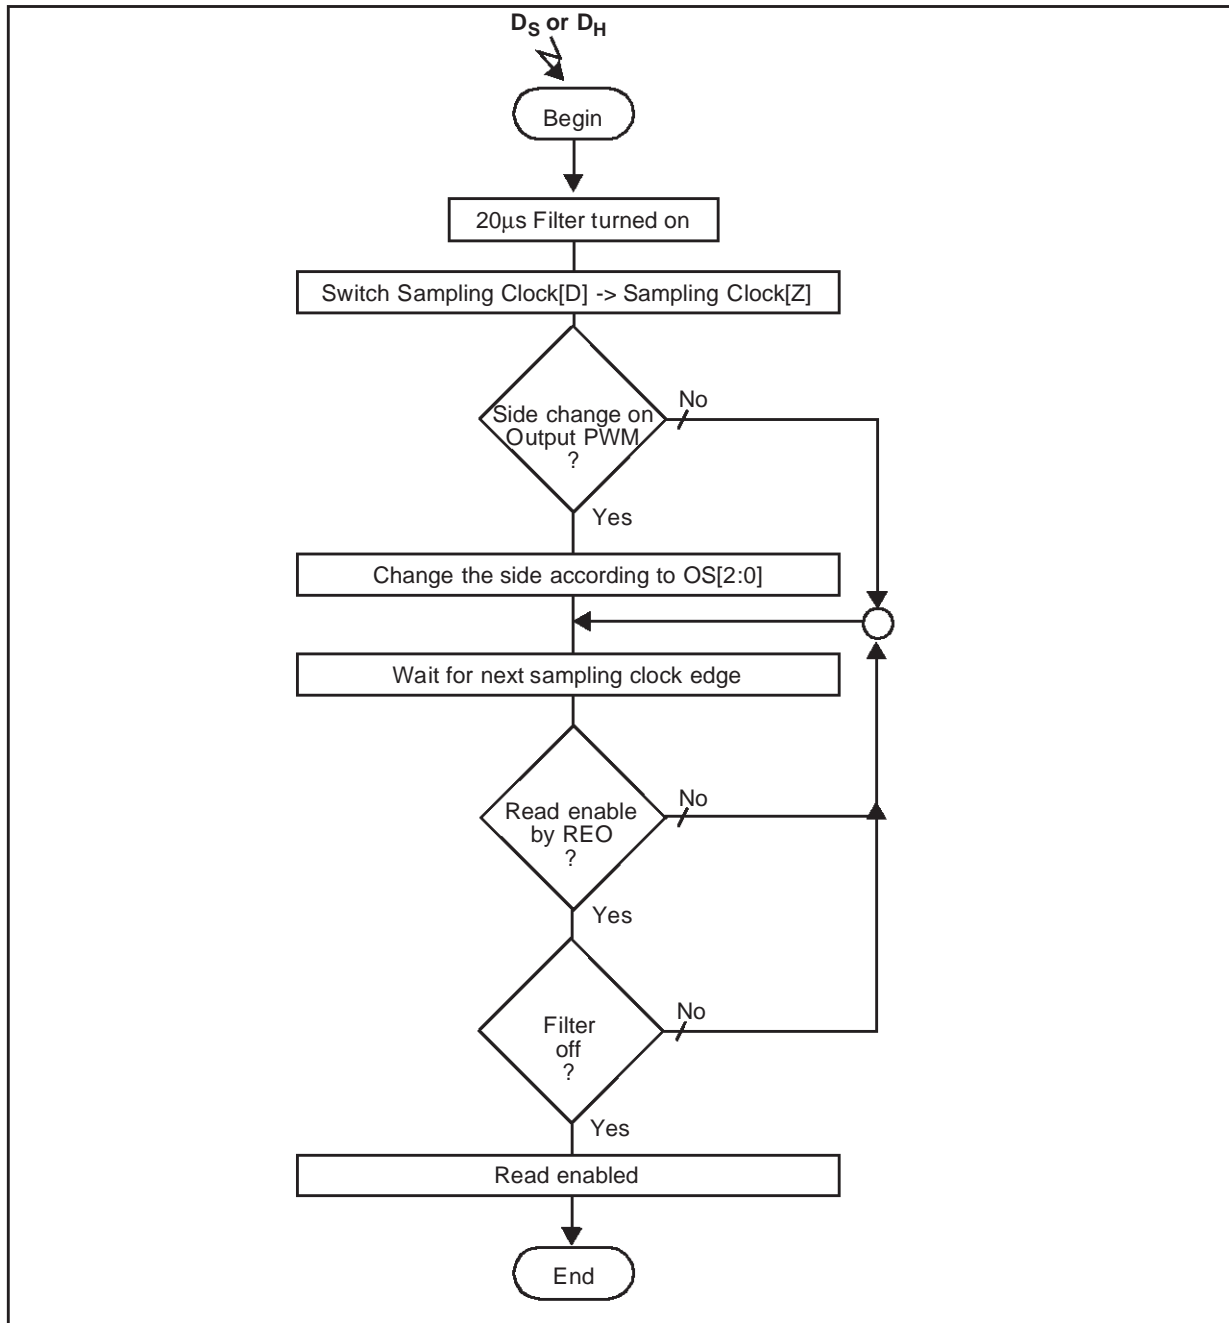 DS or DH
Begin
20μs Filter turned on
Switch Sampling Clock[D] -> Sampling Clock[Z]
No
Side change on
Output PWM
?
Yes
Change the side according to OS[2:0]
Wait for next sampling clock edge
No
Read enable
by REO
?
Yes
No
Filter
off
?
Yes
Read enabled
End